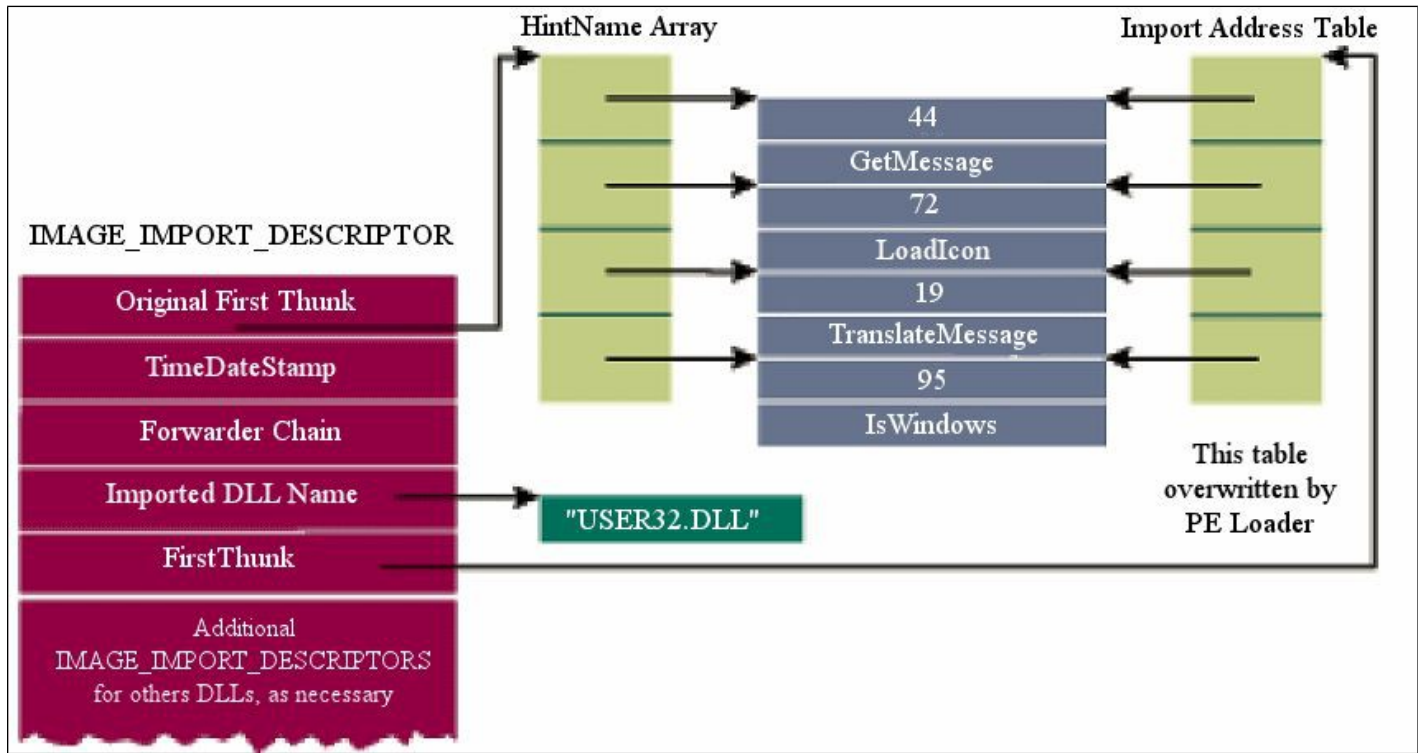 HintName Array
Import Address Table
44
GetMessage
72
LoadIcon
19
TranslateMessage
95
IsWindows
IMAGE_IMPORT_DESCRIPTOR
Original First Thunk
TimeDateStamp
Forwarder Chain
Imported DLL Name
FirstThunk
Additional
IMAGE_IMPORT_DESCRIPTORS
for others DLLs, as necessary
"USER32.DLL"
This table
overwritten by
PE Loader